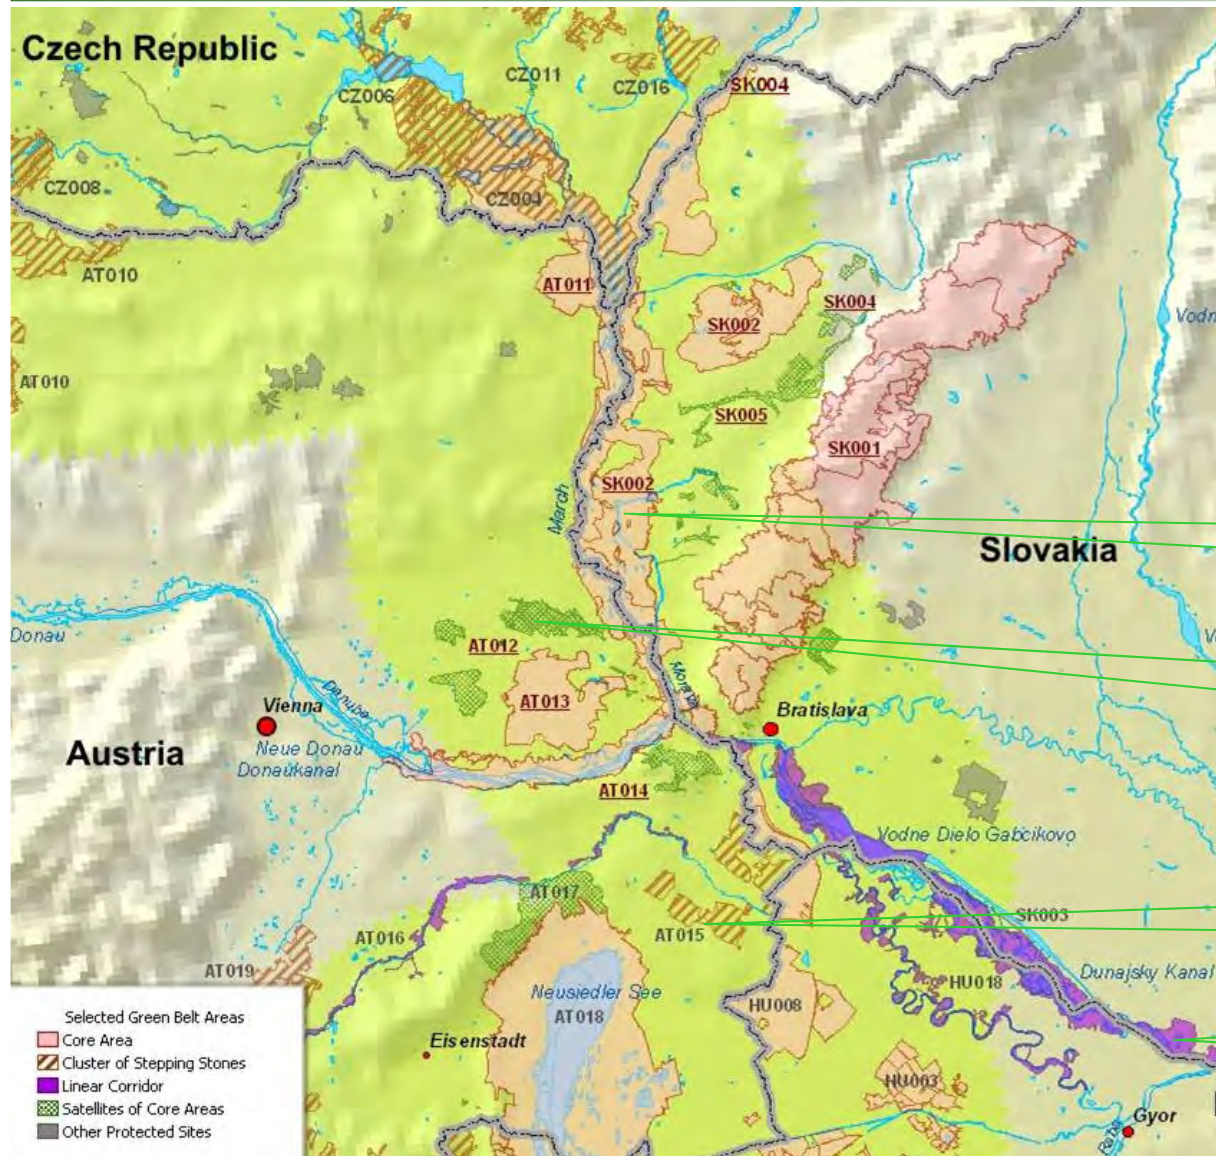 Czech Republic
CZ011
CZ016
SK004
CZ006
CZ008
CZ004
AT010
AT011
SK004
SK002
Vodn
AT010
SK005
SK001
SK002
March
Slovakia
Donau
AT012
AT013
Morava
Vienna
Danube
Bratislava
Austria
Neue Donau
Donaukanal
AT014
Vodne Dielo Gabcikovo
AT017
AT016
AT015
SK003
AT019
Dunajsky Kanal
Neusiedler See
AT018
HU008
HU018
Selected Green Belt Areas
Core Area
Cluster of Stepping Stones
Linear Corridor
Satellites of Core Areas
Other Protected Sites
Eisenstadt
HU003
Gyor
Raba